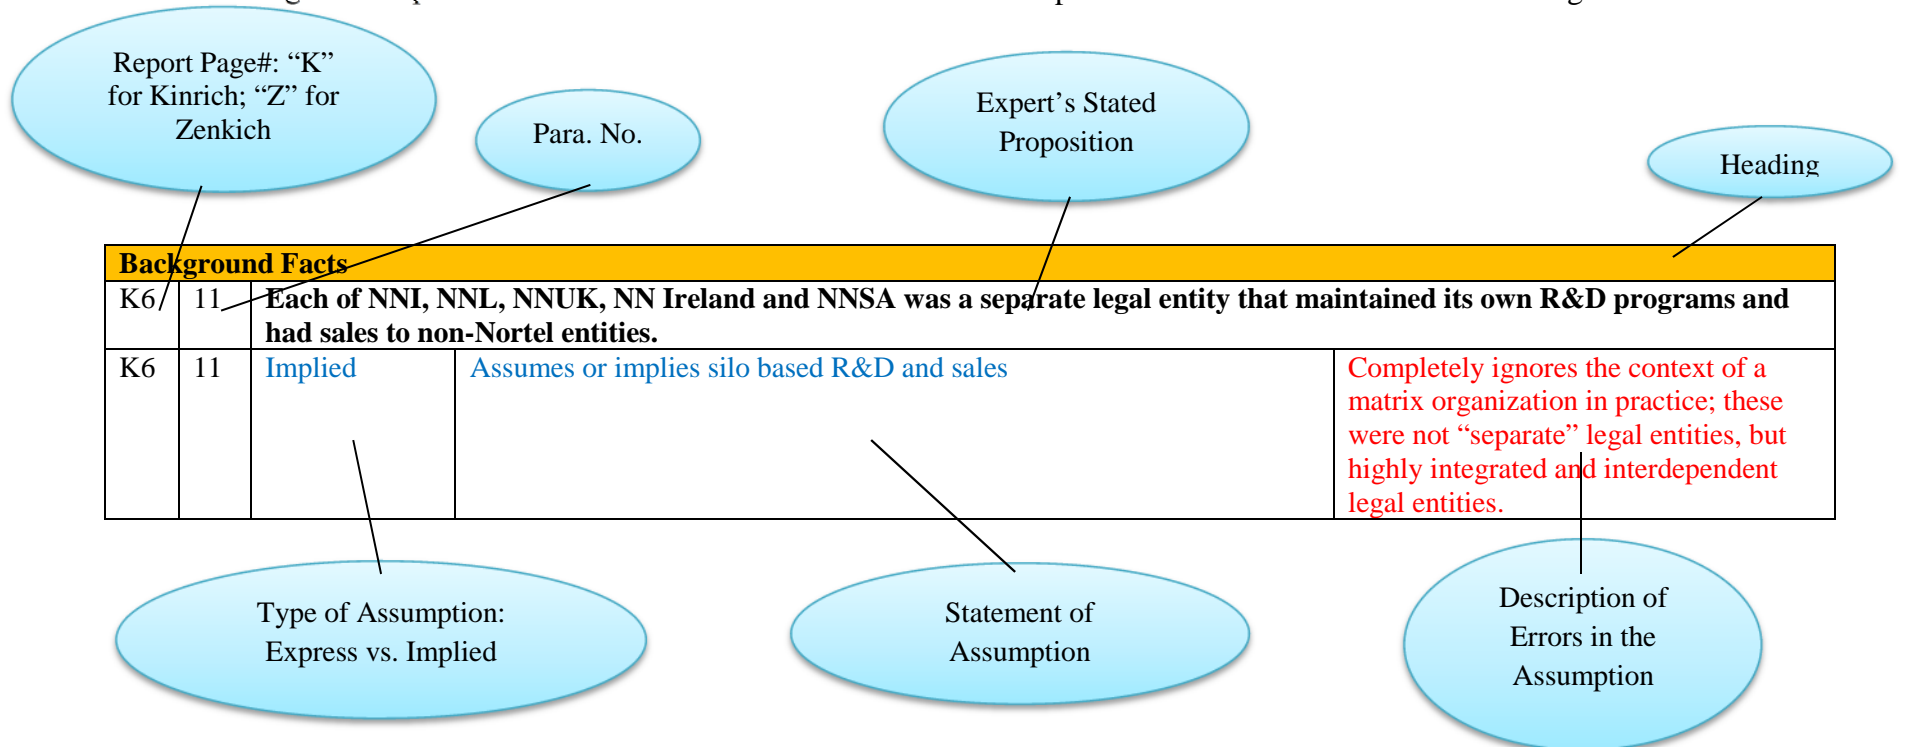 Report Page#: “K”
for Kinrich; “Z” for
Zenkich
Para. No.
Expert’s Stated
Proposition
Heading
Background Facts
K6 11 Each of NNI, NNL, NNUK, NN Ireland and NNSA was a separate legal entity that maintained its own R&D programs and
had sales to non-Nortel entities.
K6 11 Implied Assumes or implies silo based R&D and sales Completely ignores the context of a
matrix organization in practice; these
were not “separate” legal entities, but
highly integrated and interdependent
legal entities.
Type of Assumption:
Express vs. Implied
Statement of
Assumption
Description of
Errors in the
Assumption